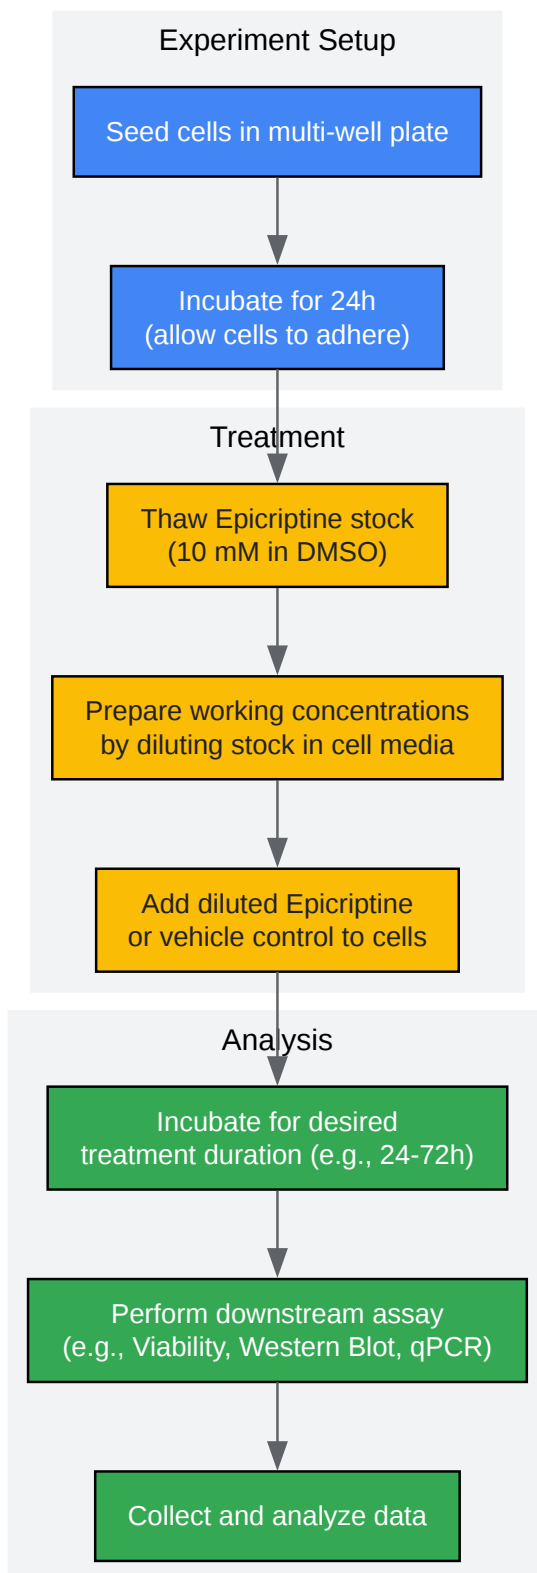 Experiment Setup
Seed cells in multi-well plate
Incubate for 24h
(allow cells to adhere)
Treatment
Thaw Epicriptine stock
(10 mM in DMSO)
Prepare working concentrations
by diluting stock in cell media
Add diluted Epicriptine
or vehicle control to cells
Analysis
Incubate for desired
treatment duration (e.g., 24-72h)
Perform downstream assay
(e.g., Viability, Western Blot, qPCR)
Collect and analyze data